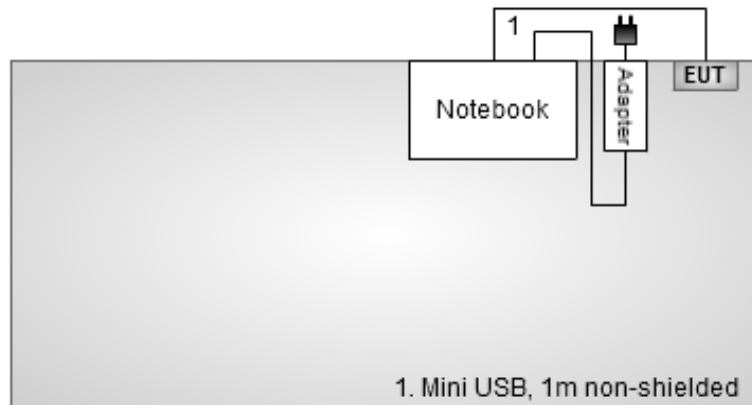 1
EUT
Notebook
Adapter
1. Mini USB, 1m non-shielded